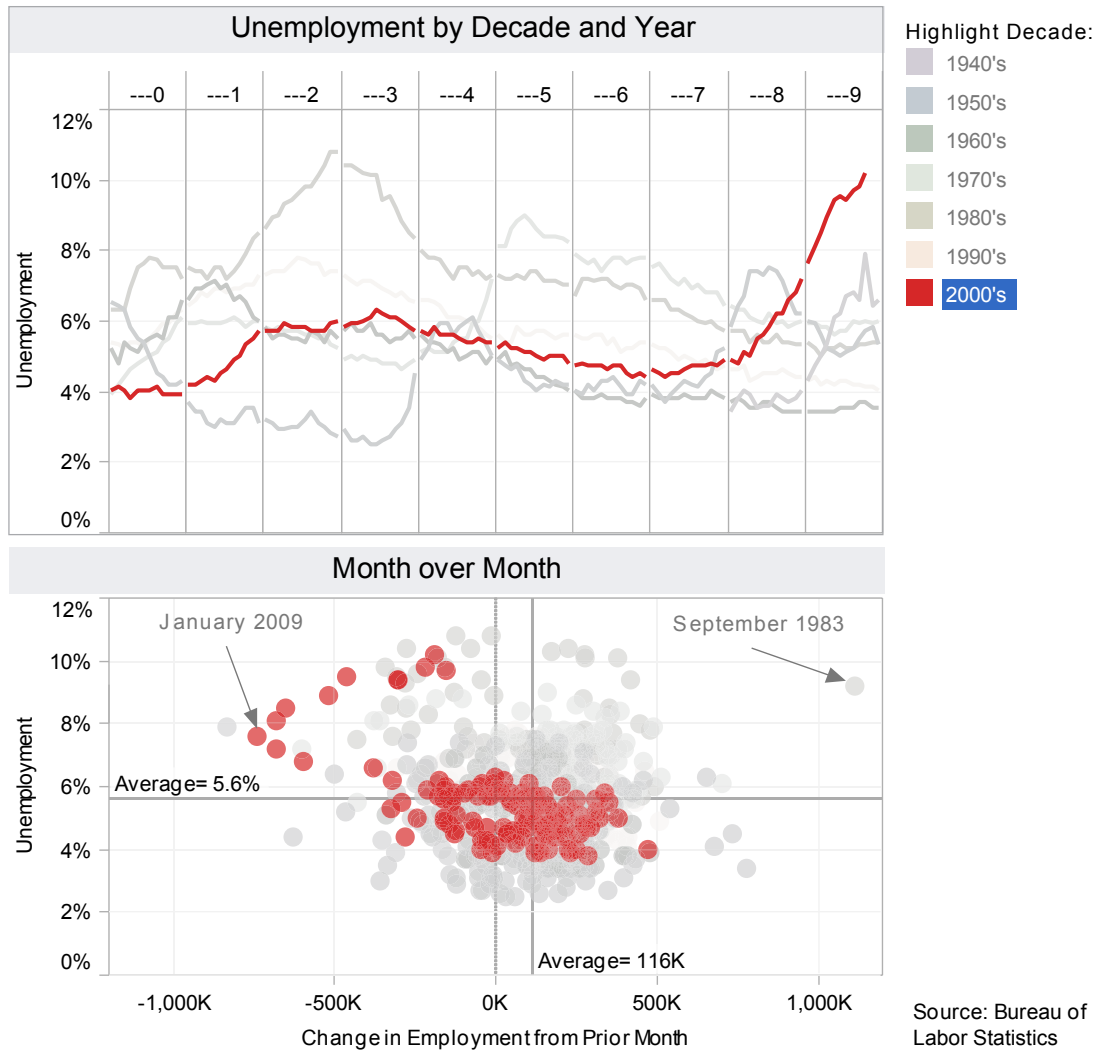 Unemployment by Decade and Year
---0 ---1 ---2 ---3 ---4 ---5 ---6 ---7 ---8 ---9
12%
10%
8%
6%
4%
2%
0%
Unemployment
Highlight Decade:
1940's
1950's
1960's
1970's
1980's
1990's
2000's
Month over Month
12%
10%
8%
6%
4%
2%
0%
Unemployment
January 2009
September 1983
Average= 5.6%
Average= 116K
-1,000K -500K 0K 500K 1,000K
Change in Employment from Prior Month
Source: Bureau of
Labor Statistics